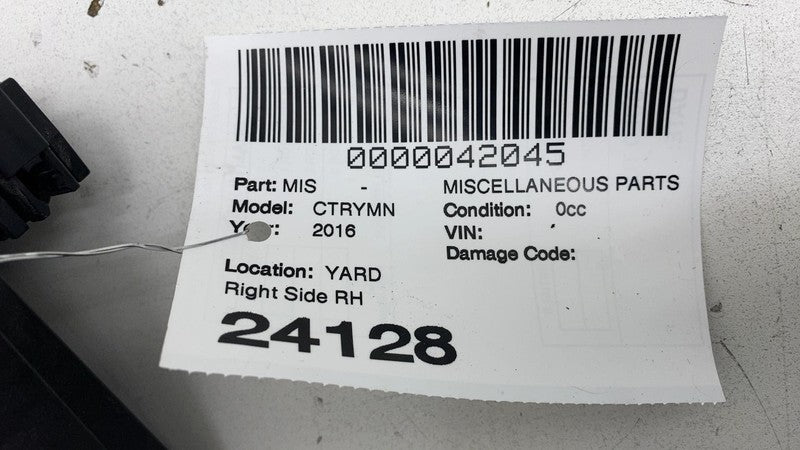 0000042045
Part: MIS - MISCELLANEOUS PARTS
Model: CTRYMN Condition: 0cc
2016 VIN:
Damage Code:
Location: YARD
Right Side RH
24128